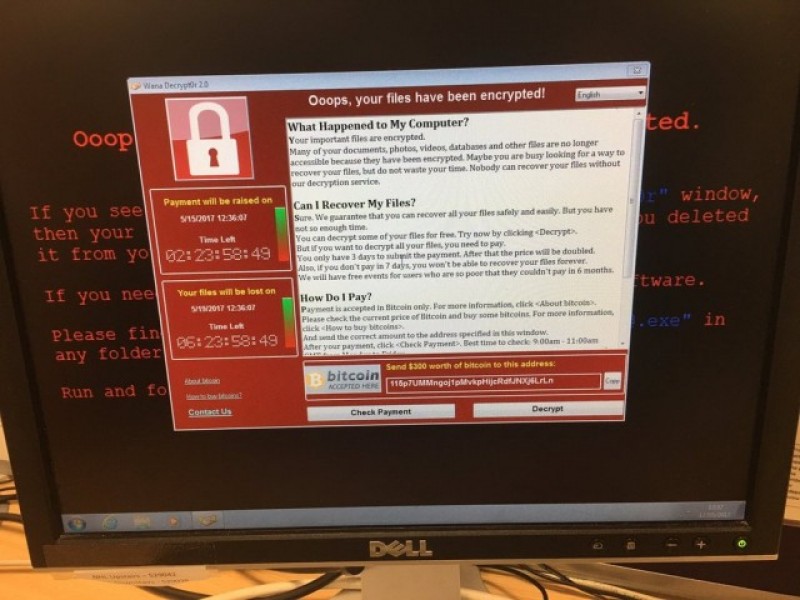 Wana Decrypt0r 2.0
Ooops, your files have been encrypted!
English
What Happened to My Computer?
Your important files are encrypted.
Many of your documents, photos, videos, databases and other files are no longer
accessible because they have been encrypted. Maybe you are busy looking for a way to
recover your files, but do not waste your time. Nobody can recover your files without
our decryption service.
Can I Recover My Files?
Sure. We guarantee that you can recover all your files safely and easily. But you have
not so enough time.
You can decrypt some of your files for free. Try now by clicking <Decrypt>.
But if you want to decrypt all your files, you need to pay.
You only have 3 days to submit the payment. After that the price will be doubled.
Also, if you don't pay in 7 days, you won't be able to recover your files forever.
We will have free events for users who are so poor that they couldn't pay in 6 months.
How Do I Pay?
Payment is accepted in Bitcoin only. For more information, click <About bitcoin>.
Please check the current price of Bitcoin and buy some bitcoins. For more information,
click <How to buy bitcoins>.
And send the correct amount to the address specified in this window.
After your payment, click <Check Payment>. Best time to check: 9:00am - 11:00am
Payment will be raised on
5/15/2017 12:36:07
Time Left
02:23:58:49
Your files will be lost on
5/19/2017 12:36:07
Time Left
06:23:58:49
About bitcoin
How to buy bitcoins?
Contact Us
bitcoin
ACCEPTED HERE
Send $300 worth of bitcoin to this address:
Copy
Check Payment
Decrypt
Ooop
ted.
If you see
window,
then your
u deleted
it from yo
If you nee
ftware.
Please fin
.exe" in
any folder
Run and fo
DELL